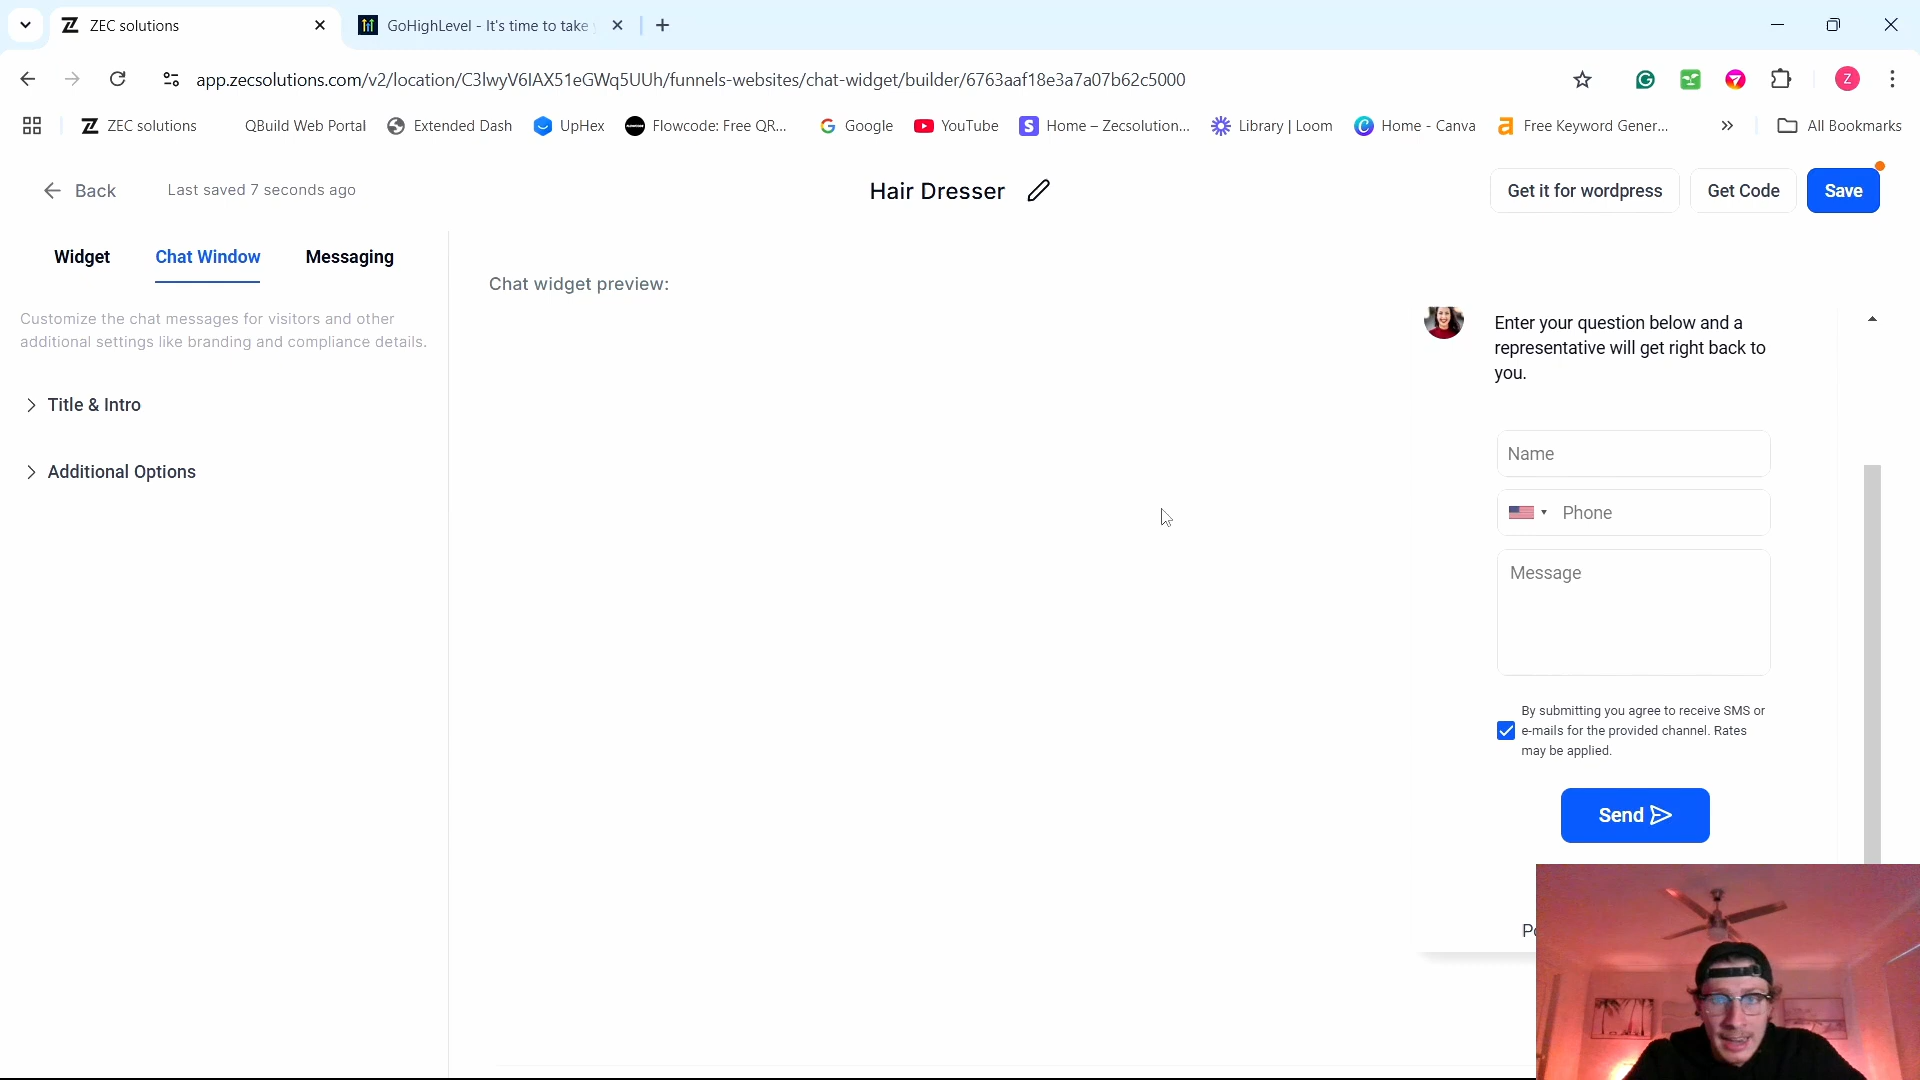 ZEC solutions
GoHighLevel - It's time to take
app.zecsolutions.com/v2/location/C3lwyV6IAX51eGWq5UUh/funnels-websites/chat-widget/builder/6763aaf18e3a7a07b62c5000
Z
ZEC solutions
QBuild Web Portal
Extended Dash
UpHex
Flowcode: Free QR...
Google
YouTube
Home – Zecsolution...
Library | Loom
Home - Canva
Free Keyword Gener...
All Bookmarks
Back
Last saved 7 seconds ago
Hair Dresser
Get it for wordpress
Get Code
Save
Widget
Chat Window
Messaging
Customize the chat messages for visitors and other
additional settings like branding and compliance details.
Title & Intro
Additional Options
Chat widget preview:
Enter your question below and a
representative will get right back to
you.
Name
Phone
Message
By submitting you agree to receive SMS or
e-mails for the provided channel. Rates
may be applied.
Send